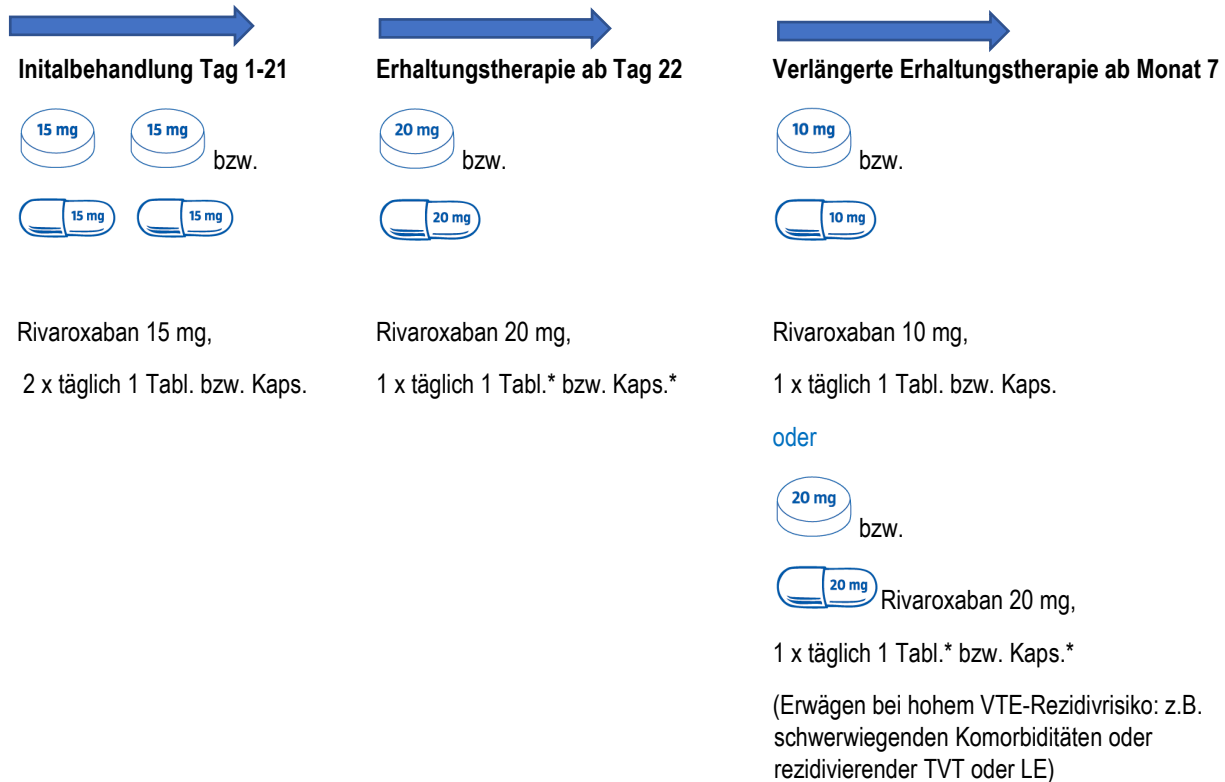 Initalbehandlung Tag 1-21
15 mg 15 mg bzw.
15 mg 15 mg
Rivaroxaban 15 mg,
2 x täglich 1 Tabl. bzw. Kaps.
Erhaltungstherapie ab Tag 22
20 mg bzw.
20 mg
Rivaroxaban 20 mg,
1 x täglich 1 Tabl.* bzw. Kaps.*
Verlängerte Erhaltungstherapie ab Monat 7
10 mg bzw.
10 mg
Rivaroxaban 10 mg,
1 x täglich 1 Tabl. bzw. Kaps.
oder
20 mg bzw.
20 mg Rivaroxaban 20 mg,
1 x täglich 1 Tabl.* bzw. Kaps.*
(Erwägen bei hohem VTE-Rezidivrisiko: z.B.
schwerwiegenden Komorbiditäten oder
rezidivierender TVT oder LE)